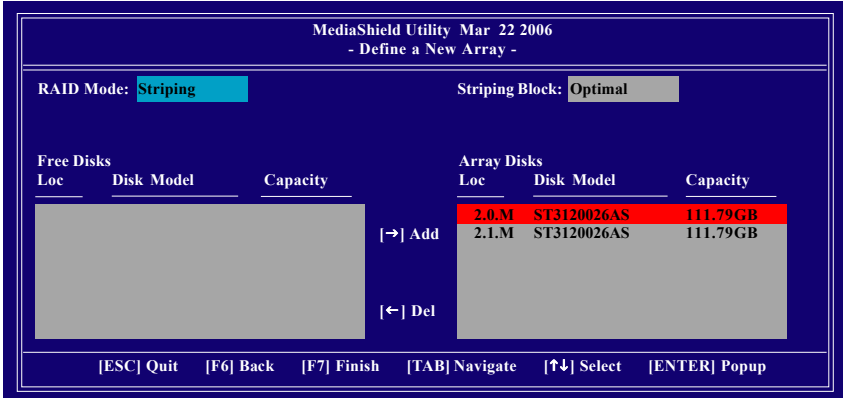 MediaShield Utility Mar 22 2006
- Define a New Array -
RAID Mode: Striping Striping Block: Optimal
Free Disks Array Disks
Loc Disk Model Capacity Loc Disk Model Capacity
2.0.M ST3120026AS 111.79GB
[→] Add 2.1.M ST3120026AS 111.79GB
[←] Del
[ESC] Quit [F6] Back [F7] Finish [TAB] Navigate [↑↓] Select [ENTER] Popup